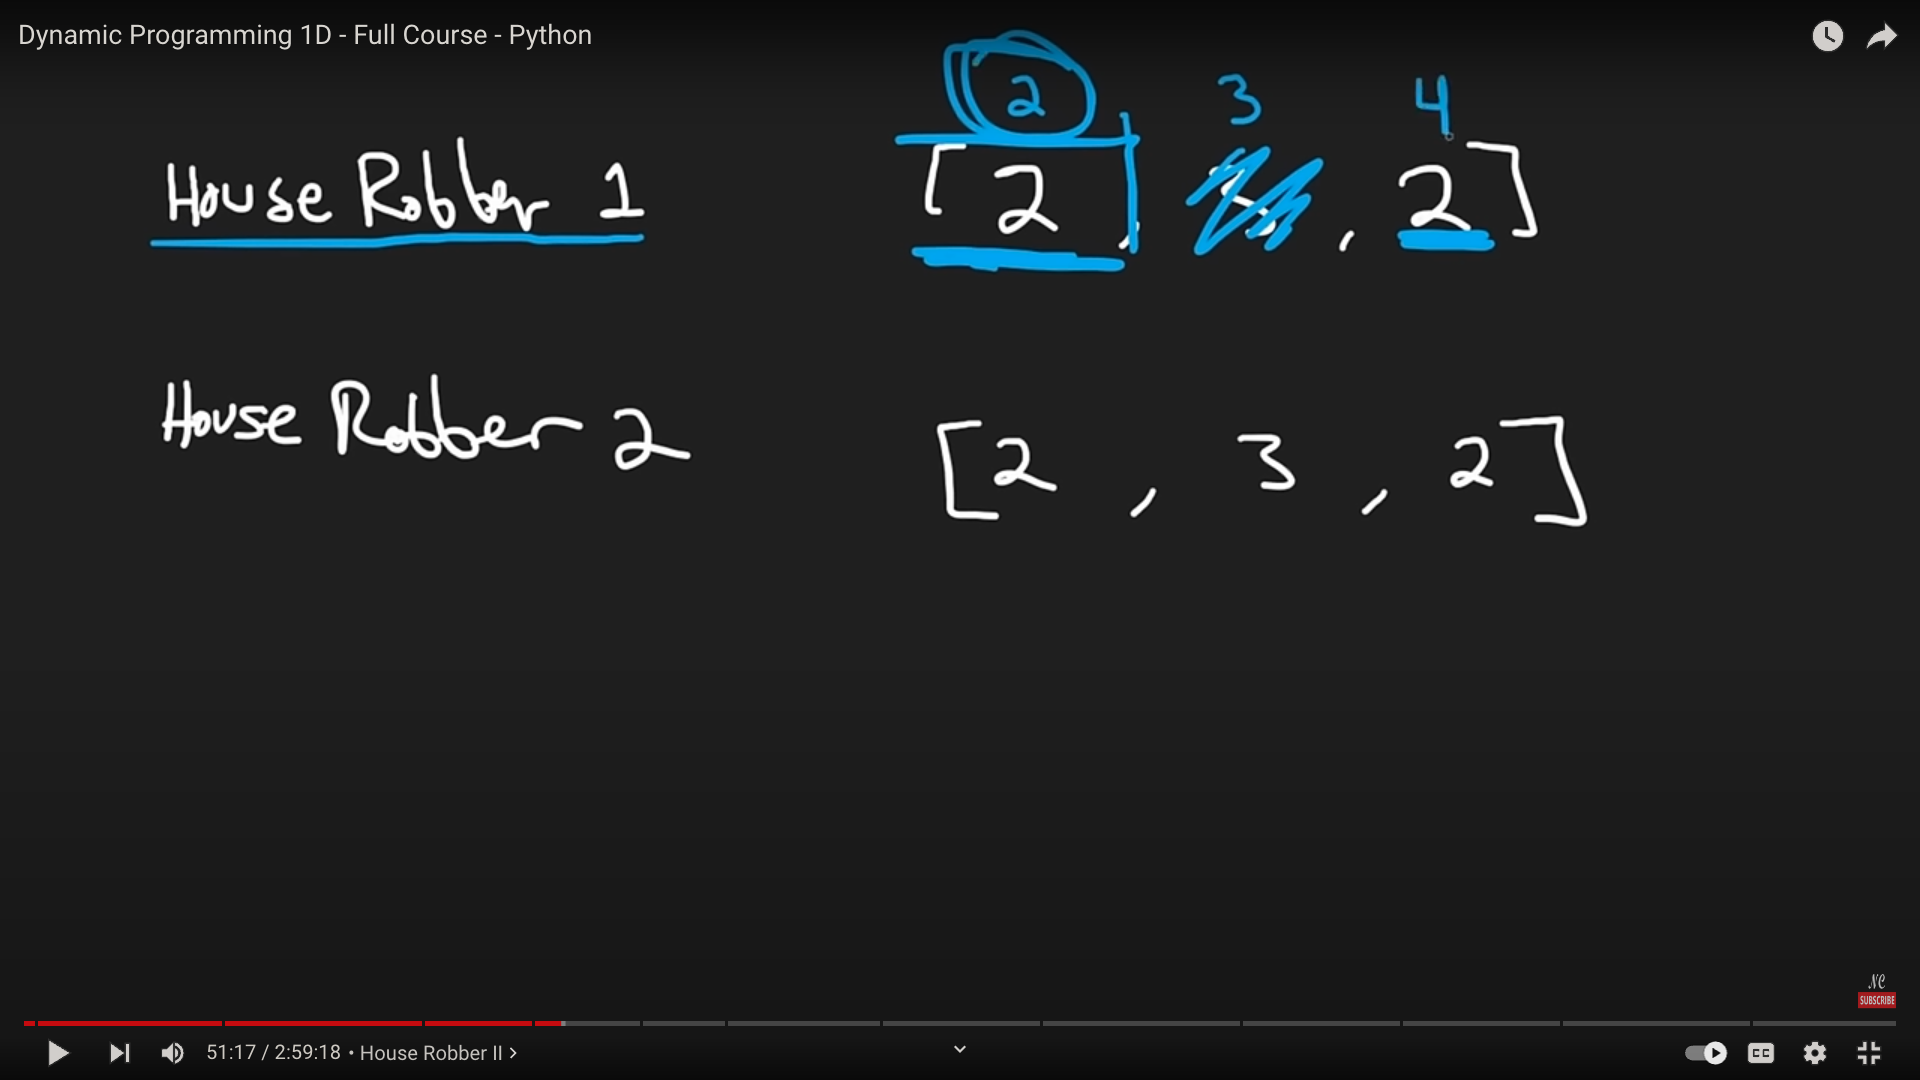 Dynamic Programming 1D - Full Course - Python
2 3 4
House Robber 1 [2, , 2]
House Robber 2 [2, 3, 2]
NC
SUBSCRIBE
51:17 / 2:59:18 • House Robber II >
CC